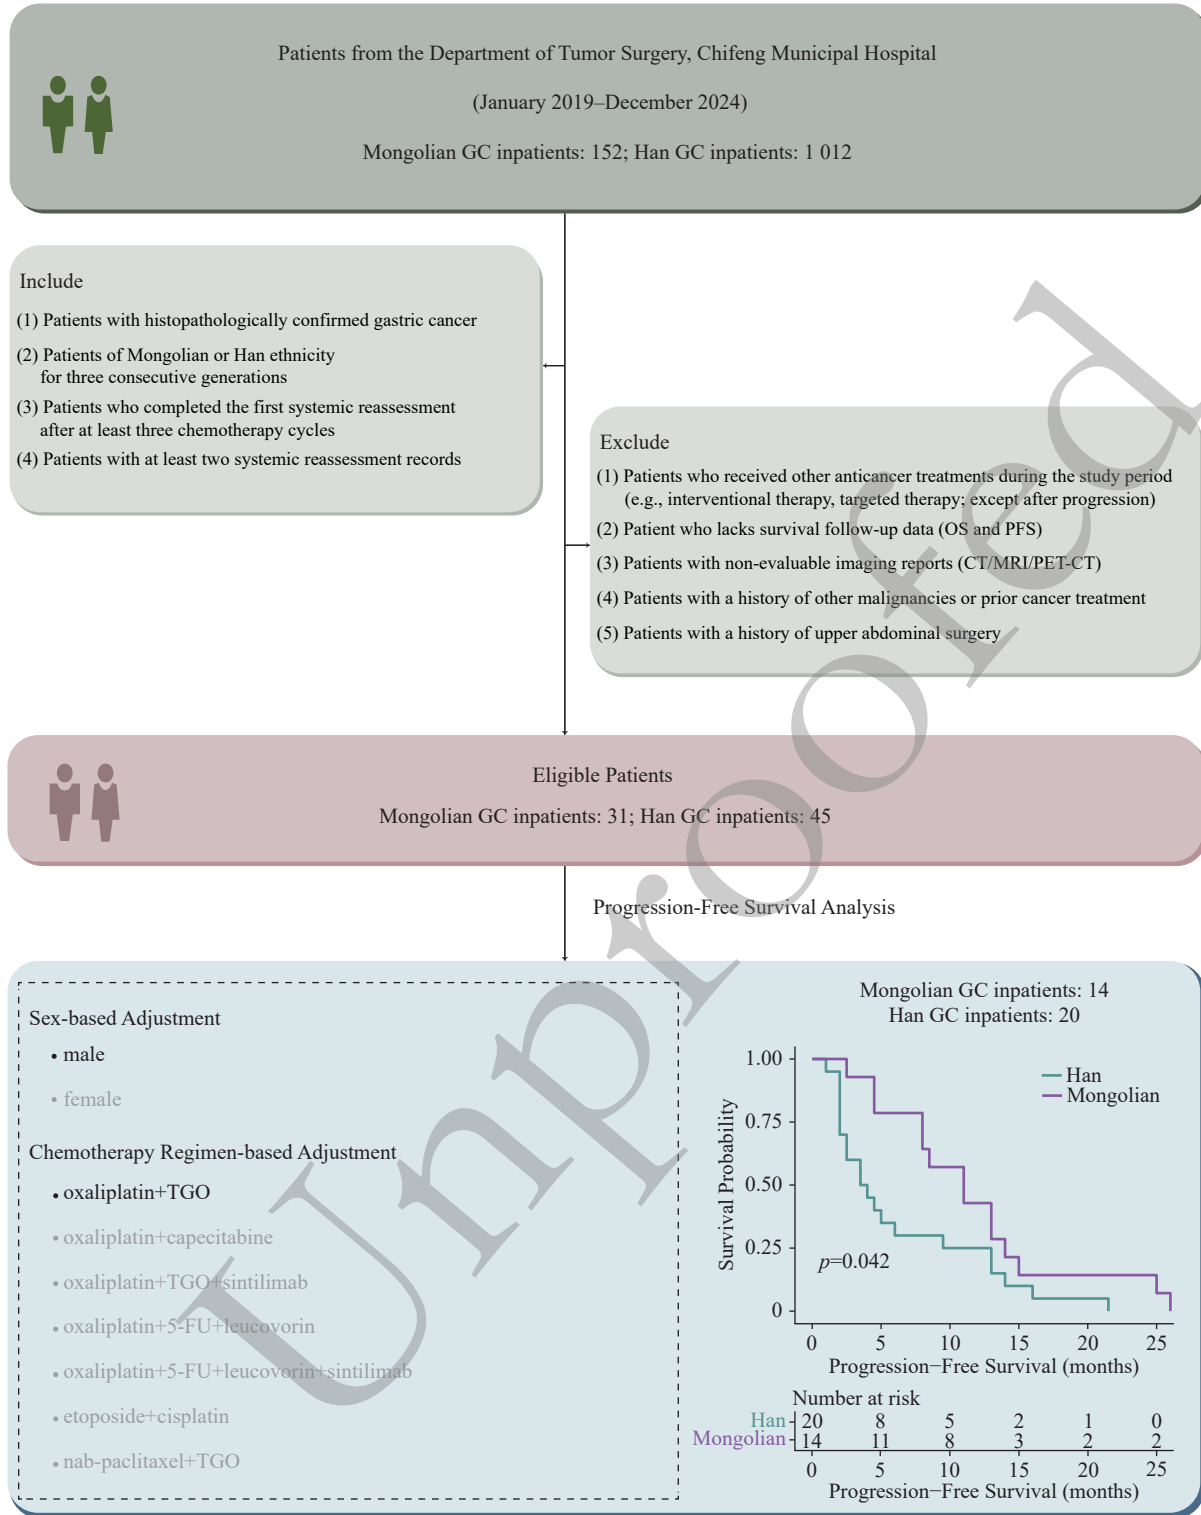 Patients from the Department of Tumor Surgery, Chifeng Municipal Hospital
(January 2019–December 2024)
Mongolian GC inpatients: 152; Han GC inpatients: 1 012
Include
(1) Patients with histopathologically confirmed gastric cancer
(2) Patients of Mongolian or Han ethnicity
for three consecutive generations
(3) Patients who completed the first systemic reassessment
after at least three chemotherapy cycles
(4) Patients with at least two systemic reassessment records
Exclude
(1) Patients who received other anticancer treatments during the study period
(e.g., interventional therapy, targeted therapy; except after progression)
(2) Patient who lacks survival follow-up data (OS and PFS)
(3) Patients with non-evaluable imaging reports (CT/MRI/PET-CT)
(4) Patients with a history of other malignancies or prior cancer treatment
(5) Patients with a history of upper abdominal surgery
Eligible Patients
Mongolian GC inpatients: 31; Han GC inpatients: 45
Progression-Free Survival Analysis
Sex-based Adjustment
• male
• female
Chemotherapy Regimen-based Adjustment
• oxaliplatin+TGO
• oxaliplatin+capecitabine
• oxaliplatin+TGO+sintilimab
• oxaliplatin+5-FU+leucovorin
• oxaliplatin+5-FU+leucovorin+sintilimab
• etoposide+cisplatin
• nab-paclitaxel+TGO
Mongolian GC inpatients: 14
Han GC inpatients: 20
Survival Probability
1.00
0.75
0.50
0.25
0
Han
Mongolian
p=0.042
0 5 10 15 20 25
Progression−Free Survival (months)
Number at risk
Han 20 8 5 2 1 0
Mongolian 14 11 8 3 2 2
0 5 10 15 20 25
Progression−Free Survival (months)
Unproofed